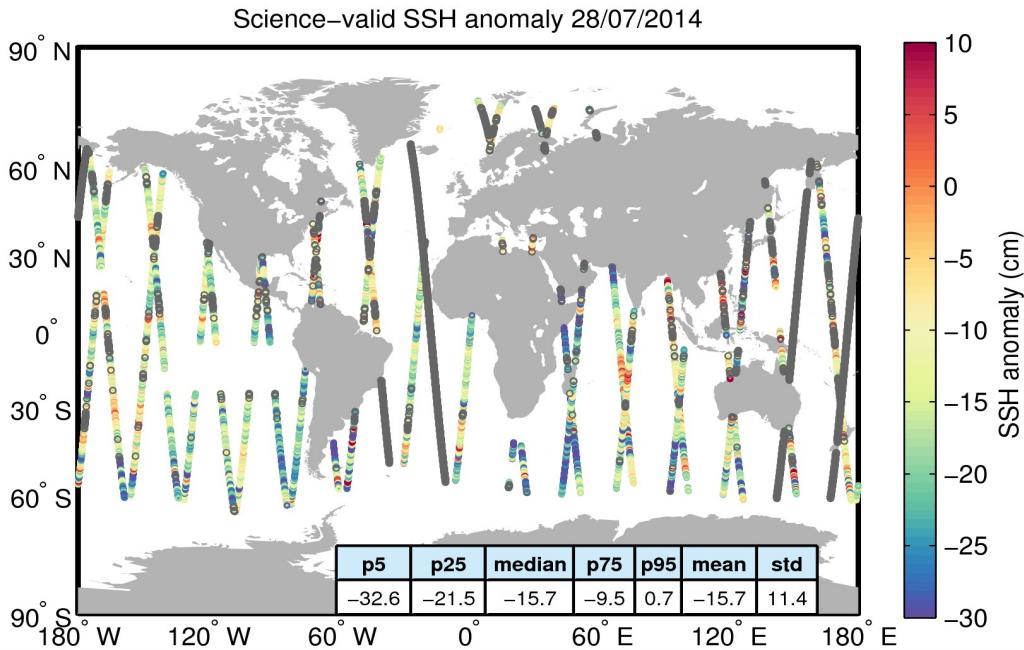 Science−valid SSH anomaly 28/07/2014
90° N
60° N
30° N
0°
30° S
60° S
90° S
180° W 120° W 60° W 0° 60° E 120° E 180° E
p5 p25 median p75 p95 mean std
−32.6 −21.5 −15.7 −9.5 0.7 −15.7 11.4
10
5
0
−5
−10
−15
−20
−25
−30
SSH anomaly (cm)